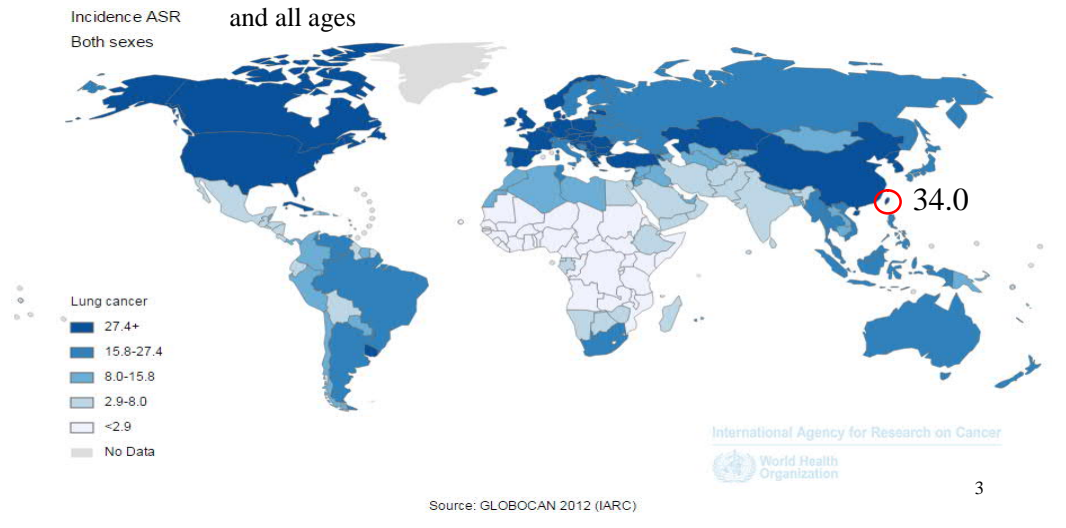 Incidence ASR and all ages
Both sexes
34.0
Lung cancer
27.4+
15.8-27.4
8.0-15.8
2.9-8.0
<2.9
No Data
International Agency for Research on Cancer
World Health
Organization
3
Source: GLOBOCAN 2012 (IARC)